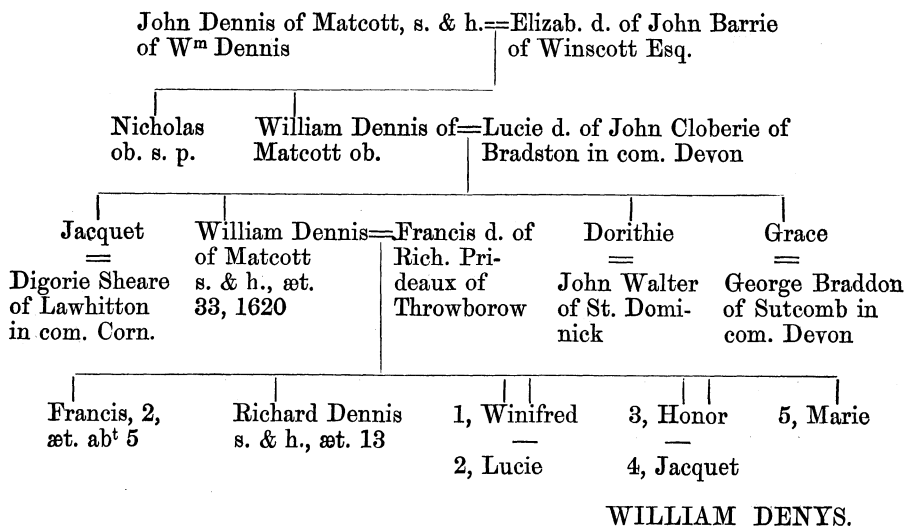 John Dennis of Matcott, s. & h.==Elizab. d. of John Barrie
of Wm Dennis
of Winscott Esq.
Nicholas
ob. s. p.
William Dennis of==Lucie d. of John Cloberie of
Matcott ob.
Bradston in com. Devon
Jacquet
=
Digorie Sheare
of Lawhitton
in com. Corn.
William Dennis==Francis d. of
of Matcott
s. & h., æt.
33, 1620
Rich. Pri-
deaux of
Throwborow
Dorithie
=
John Walter
of St. Domi-
nick
Grace
=
George Braddon
of Sutcomb in
com. Devon
Francis, 2,
æt. abt 5
Richard Dennis
s. & h., æt. 13
1, Winifred
—
2, Lucie
3, Honor
—
4, Jacquet
5, Marie
WILLIAM DENYS.